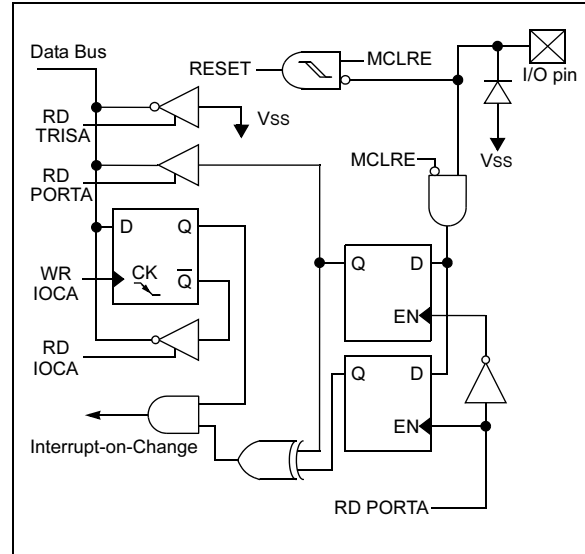 Data Bus
RESET
MCLRE
I/O pin
RD
TRISA
VSS
VSS
RD
PORTA
MCLRE
D
Q
WR
IOCA
CK
Q
Q
D
EN
RD
IOCA
Q
D
EN
Interrupt-on-Change
RD PORTA